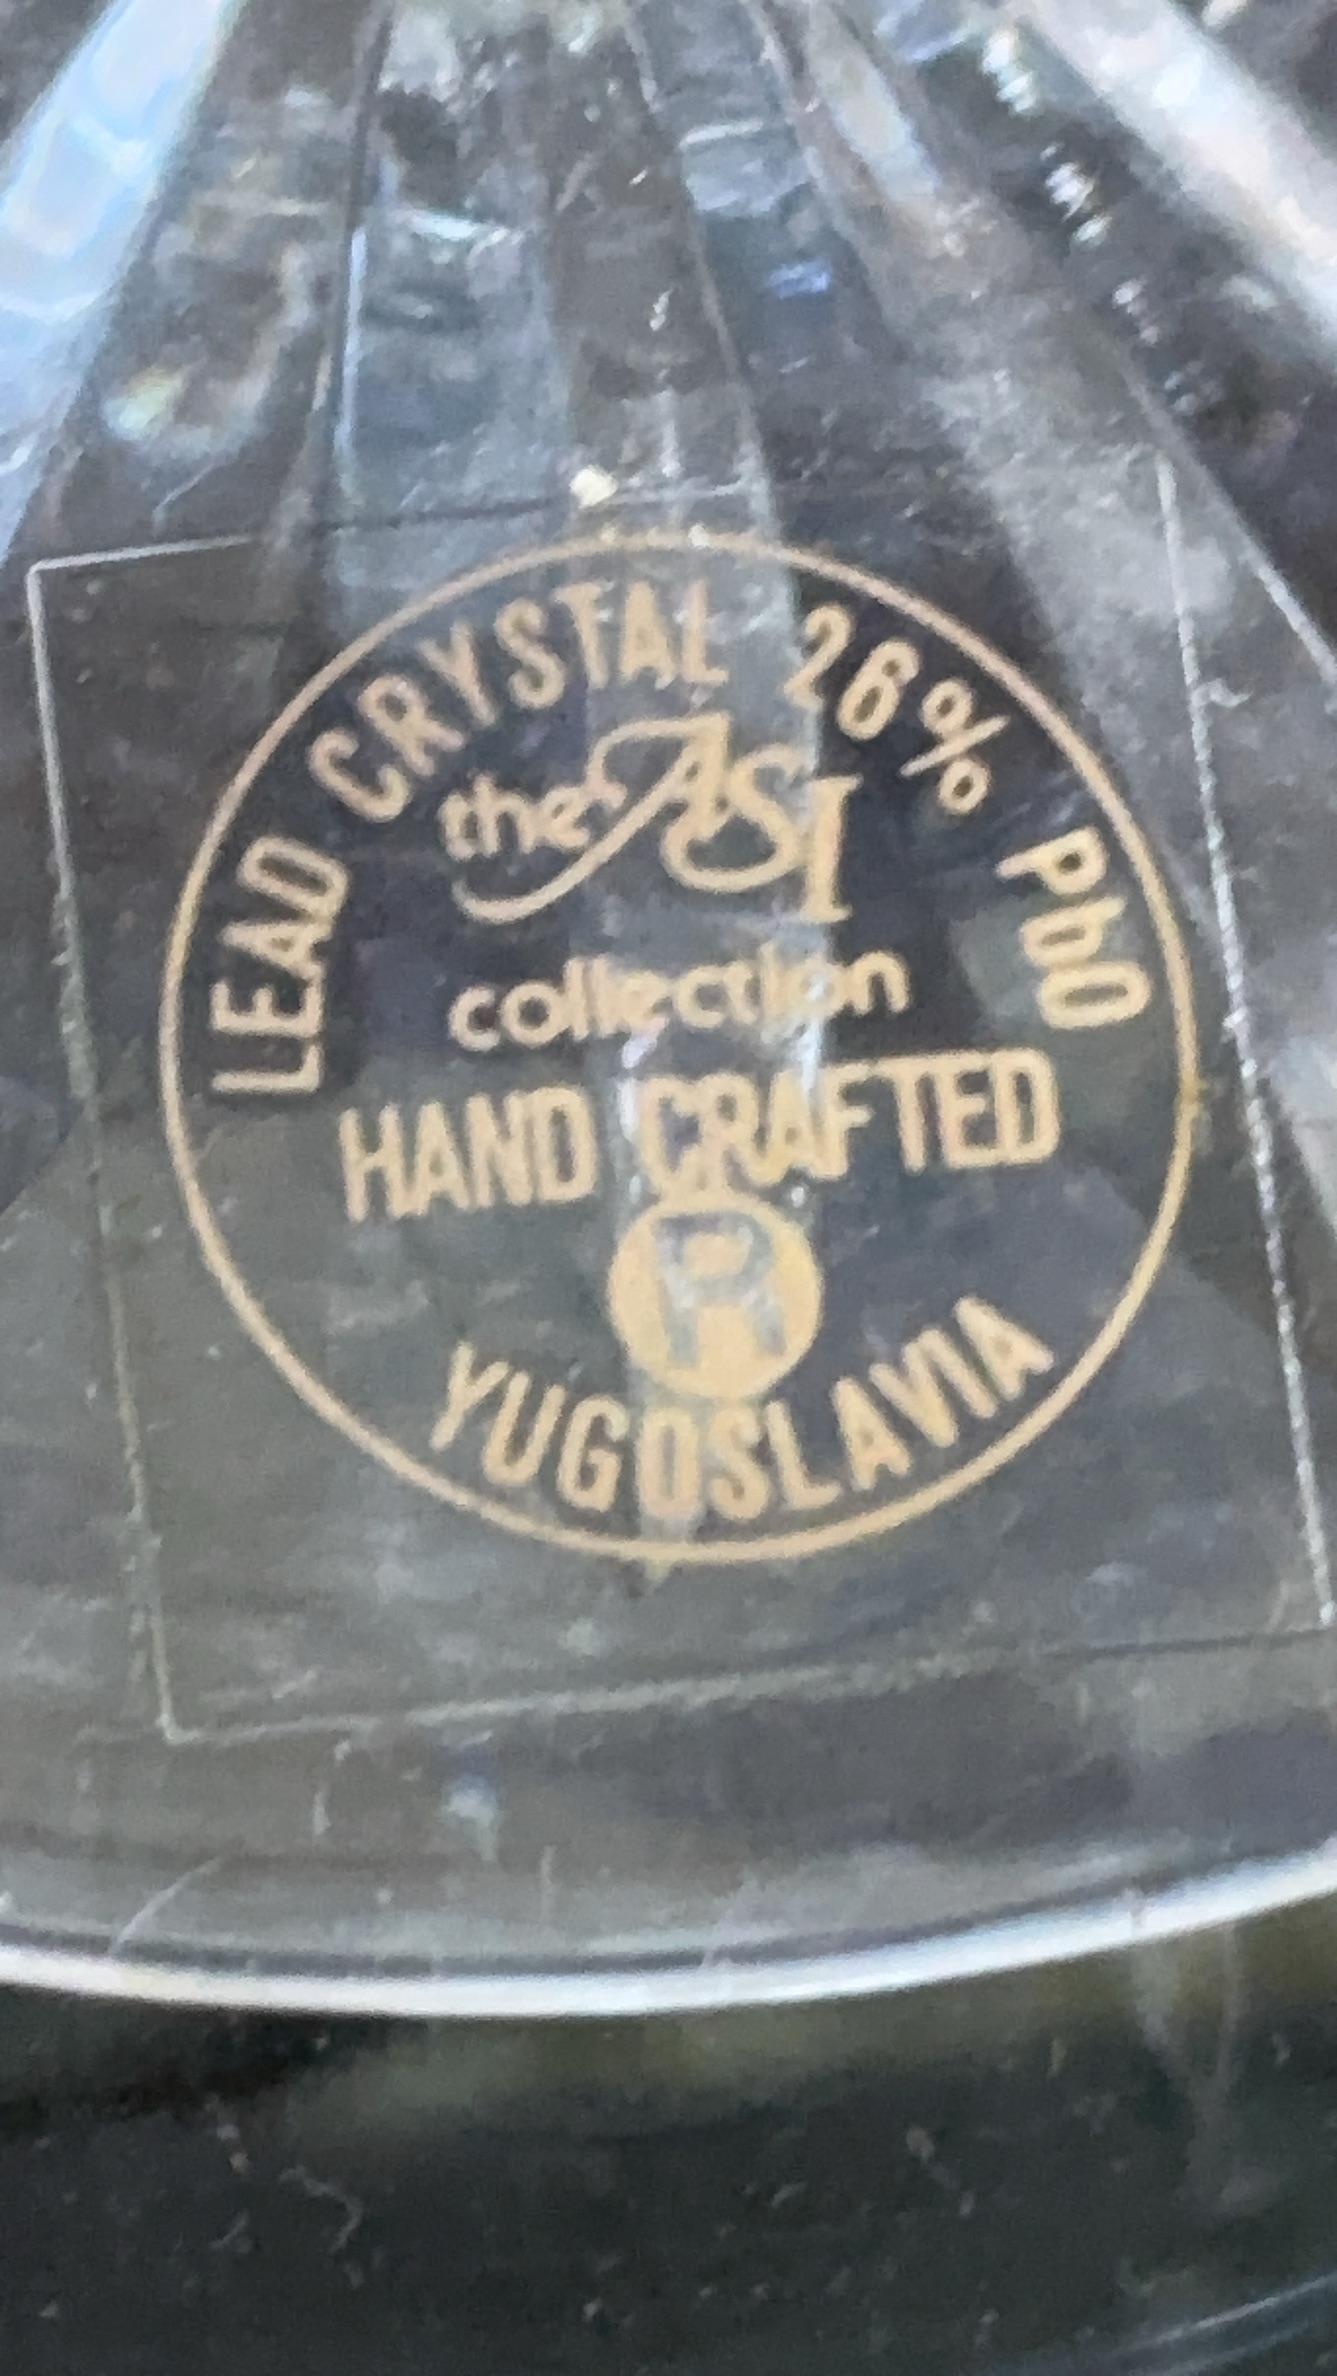 LEAD CRYSTAL 26% PbO
the ASI
collection
HAND CRAFTED
R
YUGOSLAVIA